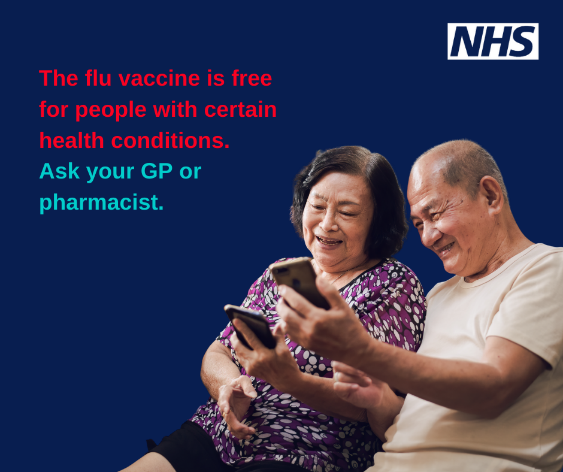 NHS
The flu vaccine is free
for people with certain
health conditions.
Ask your GP or
pharmacist.